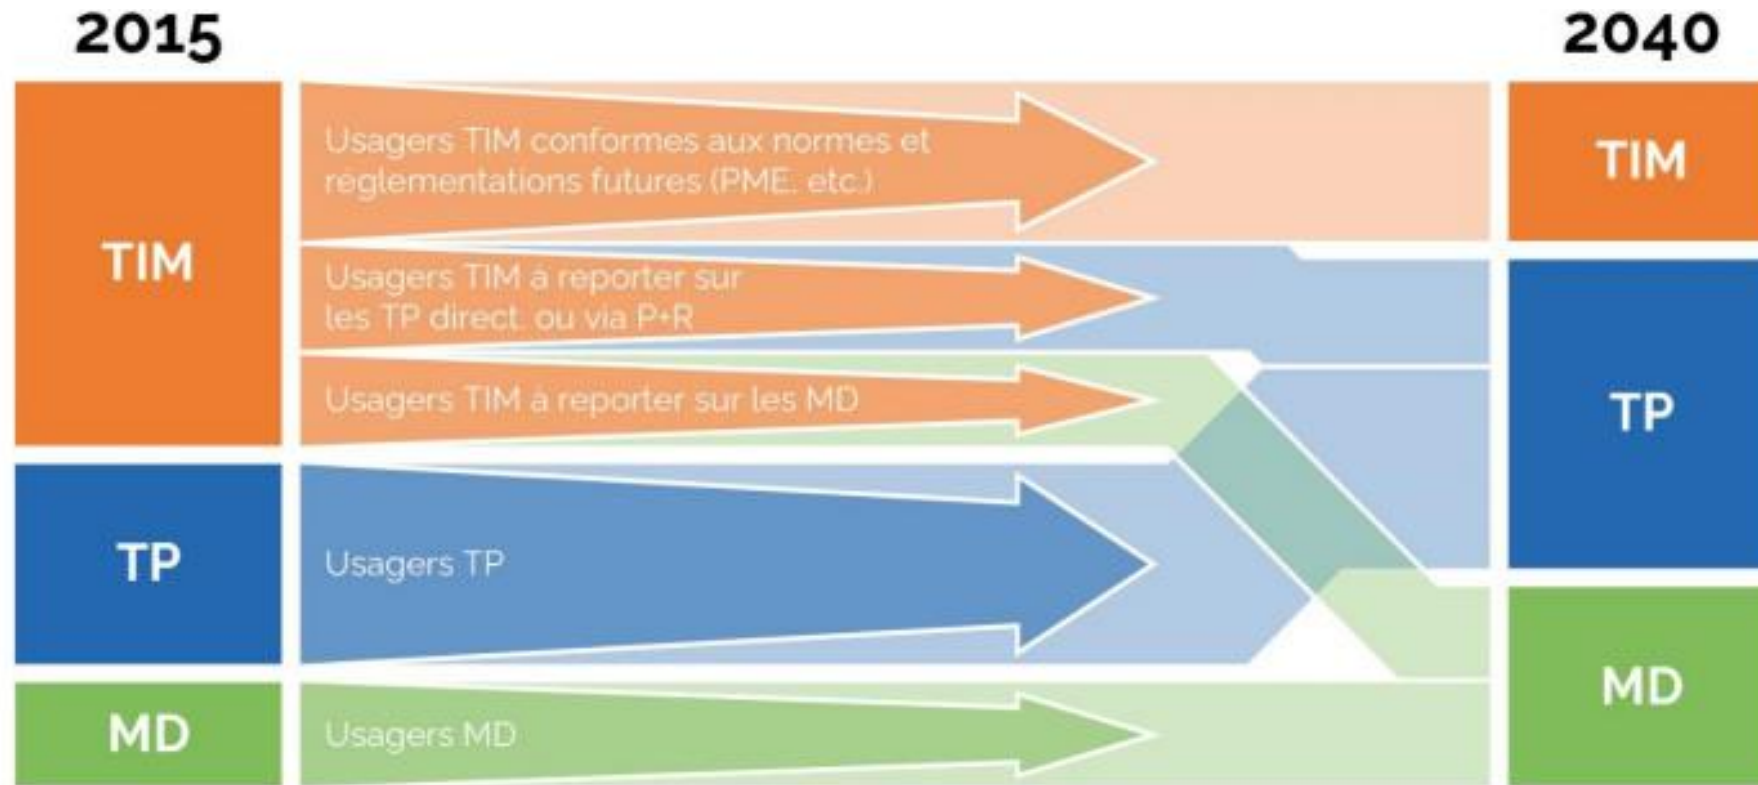 2015
2040
TIM
Usagers TIM conformes aux normes et
réglementations futures (PME, etc.)
TIM
Usagers TIM à reporter sur
les TP direct. ou via P+R
Usagers TIM à reporter sur les MD
TP
TP
Usagers TP
MD
MD
Usagers MD